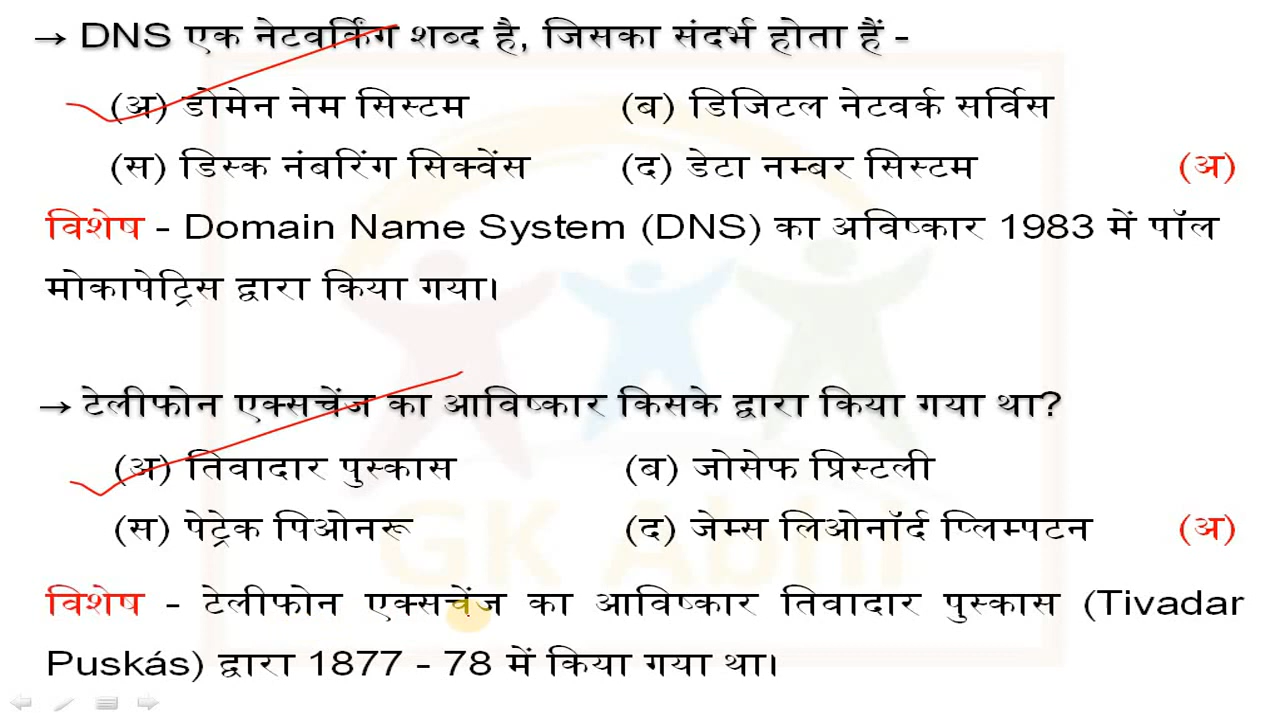 → DNS एक नेटवर्किंग शब्द है, जिसका संदर्भ होता हैं -
(अ) डोमेन नेम सिस्टम (ब) डिजिटल नेटवर्क सर्विस
(स) डिस्क नंबरिंग सिक्वेंस (द) डेटा नम्बर सिस्टम (अ)
विशेष - Domain Name System (DNS) का अविष्कार 1983 में पॉल
मोकापेट्रिस द्वारा किया गया।
→ टेलीफोन एक्सचेंज का आविष्कार किसके द्वारा किया गया था?
(अ) तिवादार पुस्कास (ब) जोसेफ प्रिस्टली
(स) पेट्रेक पिओनरू (द) जेम्स लिओनॉर्द प्लिम्पटन (अ)
विशेष - टेलीफोन एक्सचेंज का आविष्कार तिवादार पुस्कास (Tivadar
Puskás) द्वारा 1877 - 78 में किया गया था।
GK Abhi